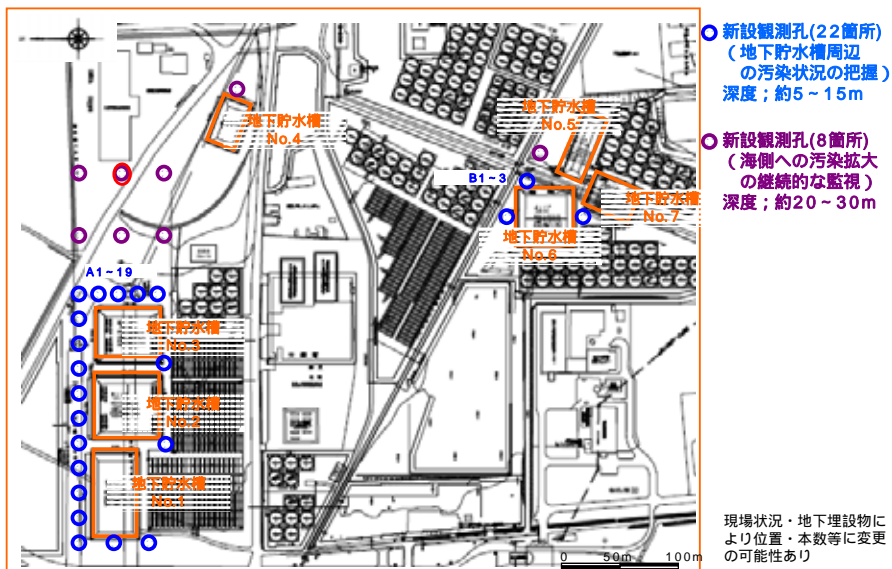 新設観測孔(22箇所)
(地下貯水槽周辺
の汚染状況の把握)
深度；約5~15m
新設観測孔(8箇所)
(海側への汚染拡大
の継続的な監視)
深度；約20~30m
地下貯水槽
No.4
地下貯水槽
No.5
B1~3
地下貯水槽
No.7
地下貯水槽
No.6
A1~19
地下貯水槽
No.3
地下貯水槽
No.2
地下貯水槽
No.1
現場状況・地下埋設物に
より位置・本数等に変更
の可能性あり
0 50m 100m